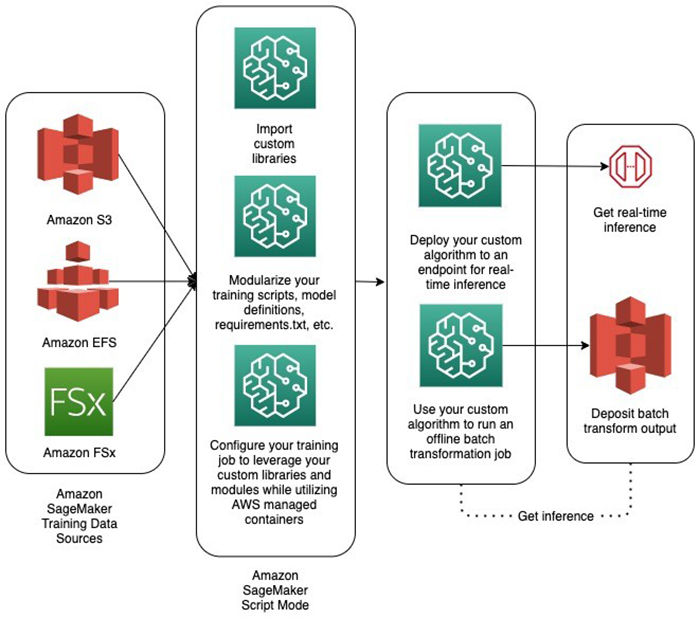 Amazon S3
Amazon EFS
FSx
Amazon FSx
Amazon
SageMaker
Training Data
Sources
Import
custom
libraries
Modularize your
training scripts, model
definitions,
requirements.txt, etc.
Configure your training
job to leverage your
custom libraries and
modules while utilizing
AWS managed
containers
Amazon
SageMaker
Script Mode
Deploy your custom
algorithm to an
endpoint for real-
time inference
Use your custom
algorithm to run an
offline batch
transformation job
Get real-time
inference
Deposit batch
transform output
Get inference